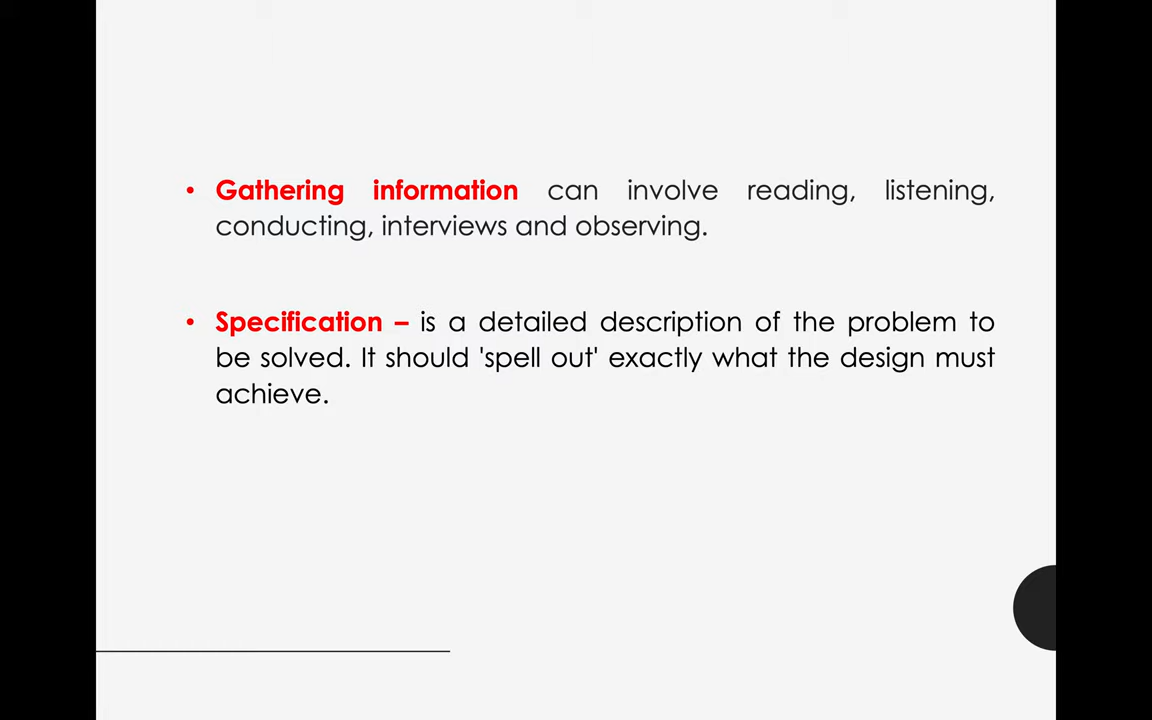 • Gathering information can involve reading, listening,
conducting, interviews and observing.
• Specification – is a detailed description of the problem to
be solved. It should 'spell out' exactly what the design must
achieve.